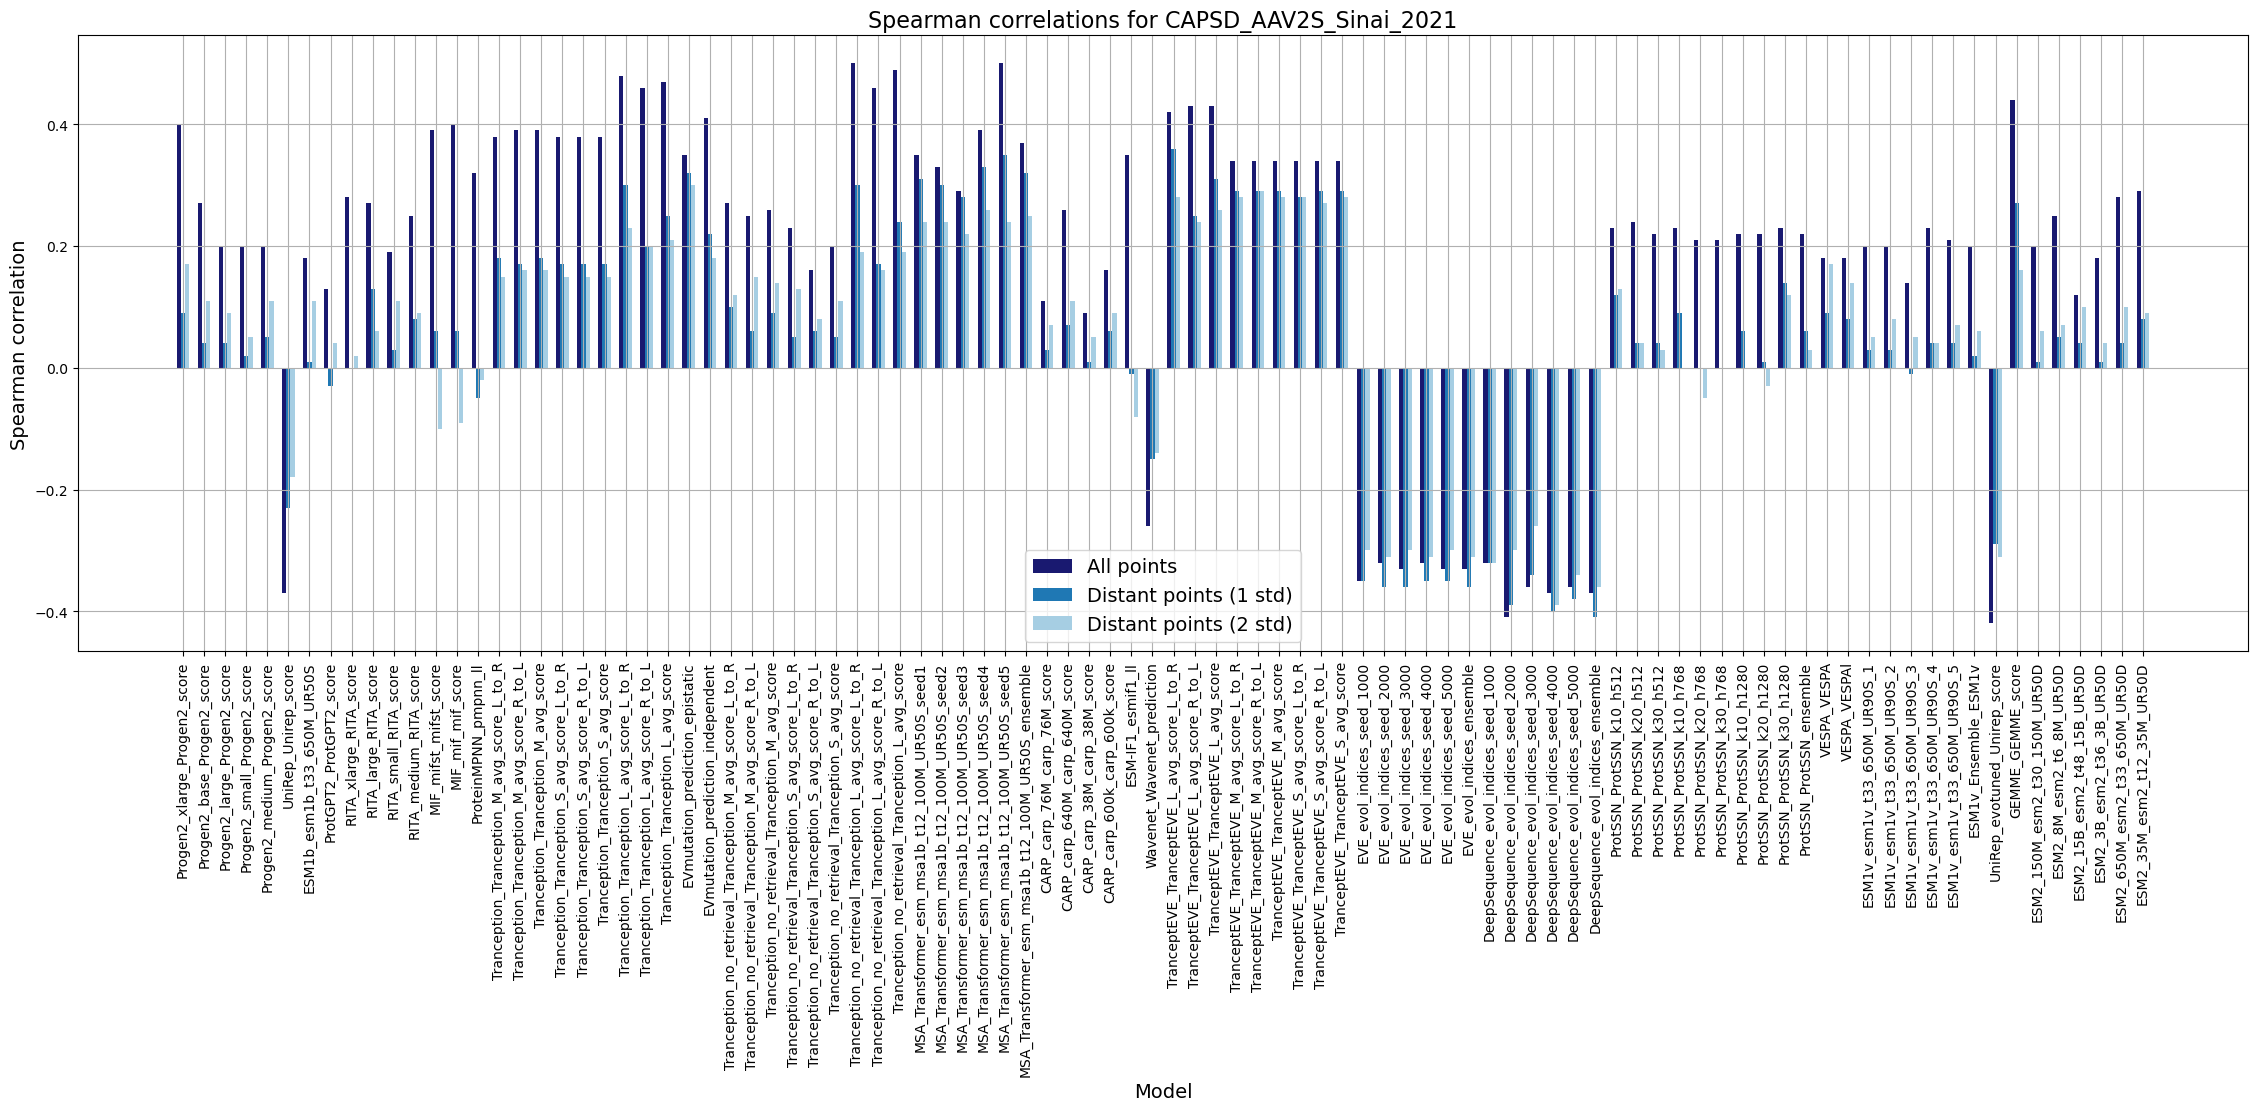 Spearman correlations for CAPSD_AAV2S_Sinai_2021
Spearman correlation
0.4
0.2
0.0
−0.2
−0.4
All points
Distant points (1 std)
Distant points (2 std)
Progen2_xlarge_Progen2_score
Progen2_base_Progen2_score
Progen2_large_Progen2_score
Progen2_small_Progen2_score
Progen2_medium_Progen2_score
UniRep_Unirep_score
ESM1b_esm1b_t33_650M_UR50S
ProtGPT2_ProtGPT2_score
RITA_xlarge_RITA_score
RITA_large_RITA_score
RITA_small_RITA_score
RITA_medium_RITA_score
MIF_mifst_mifst_score
MIF_mif_mif_score
ProteinMPNN_pmpnn_ll
Tranception_Tranception_M_avg_score_L_to_R
Tranception_Tranception_M_avg_score_R_to_L
Tranception_Tranception_M_avg_score
Tranception_Tranception_S_avg_score_L_to_R
Tranception_Tranception_S_avg_score_R_to_L
Tranception_Tranception_S_avg_score
Tranception_Tranception_L_avg_score_L_to_R
Tranception_Tranception_L_avg_score_R_to_L
Tranception_Tranception_L_avg_score
EVmutation_prediction_epistatic
EVmutation_prediction_independent
Tranception_no_retrieval_Tranception_M_avg_score_L_to_R
Tranception_no_retrieval_Tranception_M_avg_score_R_to_L
Tranception_no_retrieval_Tranception_M_avg_score
Tranception_no_retrieval_Tranception_S_avg_score_L_to_R
Tranception_no_retrieval_Tranception_S_avg_score_R_to_L
Tranception_no_retrieval_Tranception_S_avg_score
Tranception_no_retrieval_Tranception_L_avg_score_L_to_R
Tranception_no_retrieval_Tranception_L_avg_score_R_to_L
Tranception_no_retrieval_Tranception_L_avg_score
MSA_Transformer_esm_msa1b_t12_100M_UR50S_seed1
MSA_Transformer_esm_msa1b_t12_100M_UR50S_seed2
MSA_Transformer_esm_msa1b_t12_100M_UR50S_seed3
MSA_Transformer_esm_msa1b_t12_100M_UR50S_seed4
MSA_Transformer_esm_msa1b_t12_100M_UR50S_seed5
MSA_Transformer_esm_msa1b_t12_100M_UR50S_ensemble
CARP_carp_76M_carp_76M_score
CARP_carp_640M_carp_640M_score
CARP_carp_38M_carp_38M_score
CARP_carp_600k_carp_600k_score
ESM-IF1_esmif1_ll
Wavenet_Wavenet_prediction
TranceptEVE_TranceptEVE_L_avg_score_L_to_R
TranceptEVE_TranceptEVE_L_avg_score_R_to_L
TranceptEVE_TranceptEVE_L_avg_score
TranceptEVE_TranceptEVE_M_avg_score_L_to_R
TranceptEVE_TranceptEVE_M_avg_score_R_to_L
TranceptEVE_TranceptEVE_M_avg_score
TranceptEVE_TranceptEVE_S_avg_score_L_to_R
TranceptEVE_TranceptEVE_S_avg_score_R_to_L
TranceptEVE_TranceptEVE_S_avg_score
EVE_evol_indices_seed_1000
EVE_evol_indices_seed_2000
EVE_evol_indices_seed_3000
EVE_evol_indices_seed_4000
EVE_evol_indices_seed_5000
EVE_evol_indices_ensemble
DeepSequence_evol_indices_seed_1000
DeepSequence_evol_indices_seed_2000
DeepSequence_evol_indices_seed_3000
DeepSequence_evol_indices_seed_4000
DeepSequence_evol_indices_seed_5000
DeepSequence_evol_indices_ensemble
ProtSSN_ProtSSN_k10_h512
ProtSSN_ProtSSN_k20_h512
ProtSSN_ProtSSN_k30_h512
ProtSSN_ProtSSN_k10_h768
ProtSSN_ProtSSN_k20_h768
ProtSSN_ProtSSN_k30_h768
ProtSSN_ProtSSN_k10_h1280
ProtSSN_ProtSSN_k20_h1280
ProtSSN_ProtSSN_k30_h1280
ProtSSN_ProtSSN_ensemble
VESPA_VESPA
VESPA_VESPAl
ESM1v_esm1v_t33_650M_UR90S_1
ESM1v_esm1v_t33_650M_UR90S_2
ESM1v_esm1v_t33_650M_UR90S_3
ESM1v_esm1v_t33_650M_UR90S_4
ESM1v_esm1v_t33_650M_UR90S_5
ESM1v_Ensemble_ESM1v
UniRep_evotuned_Unirep_score
GEMME_GEMME_score
ESM2_150M_esm2_t30_150M_UR50D
ESM2_8M_esm2_t6_8M_UR50D
ESM2_15B_esm2_t48_15B_UR50D
ESM2_3B_esm2_t36_3B_UR50D
ESM2_650M_esm2_t33_650M_UR50D
ESM2_35M_esm2_t12_35M_UR50D
Model